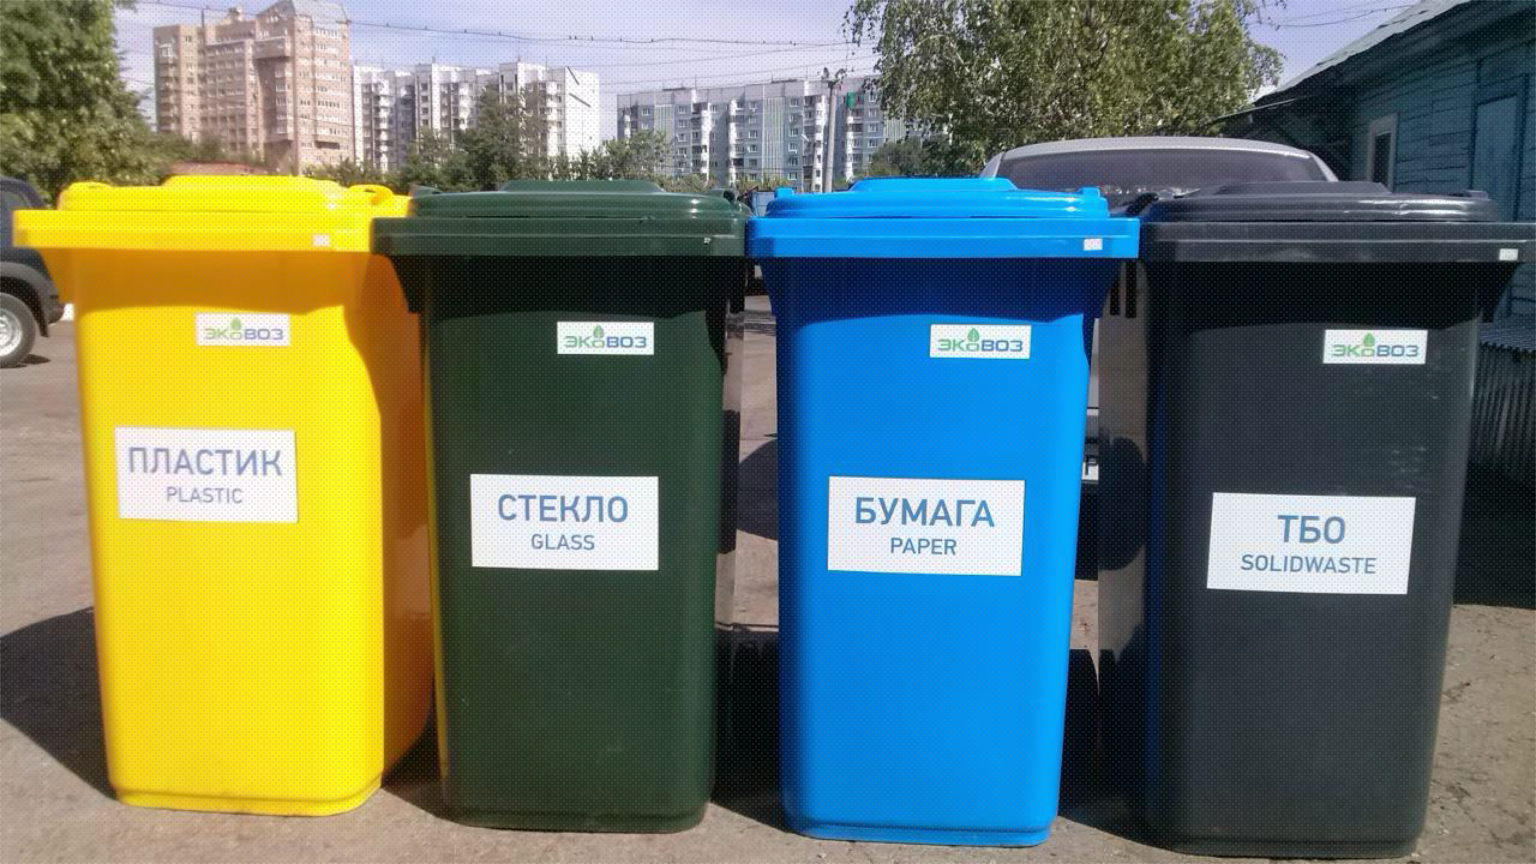 ЭКОВОЗ
ПЛАСТИК
PLASTIC
ЭКОВОЗ
СТЕКЛО
GLASS
ЭКОВОЗ
БУМАГА
PAPER
ЭКОВОЗ
ТБО
SOLIDWASTE